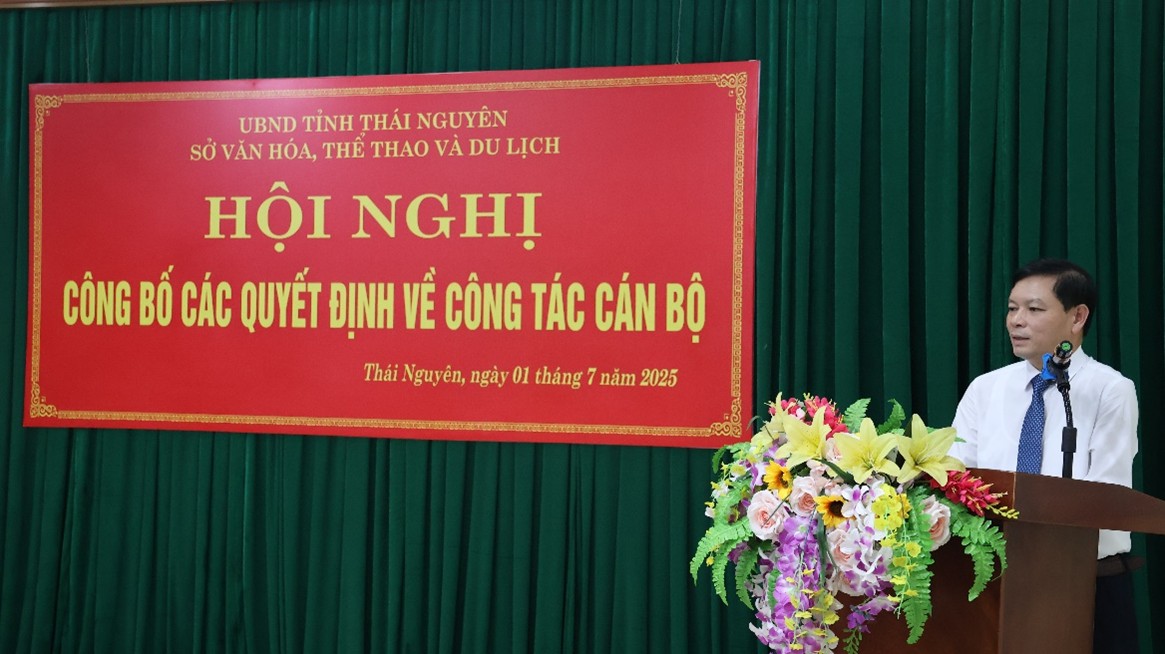 UBND TỈNH THÁI NGUYÊN
SỞ VĂN HÓA, THỂ THAO VÀ DU LỊCH
HỘI NGHỊ
CÔNG BỐ CÁC QUYẾT ĐỊNH VỀ CÔNG TÁC CÁN BỘ
Thái Nguyên, ngày 01 tháng 7 năm 2025